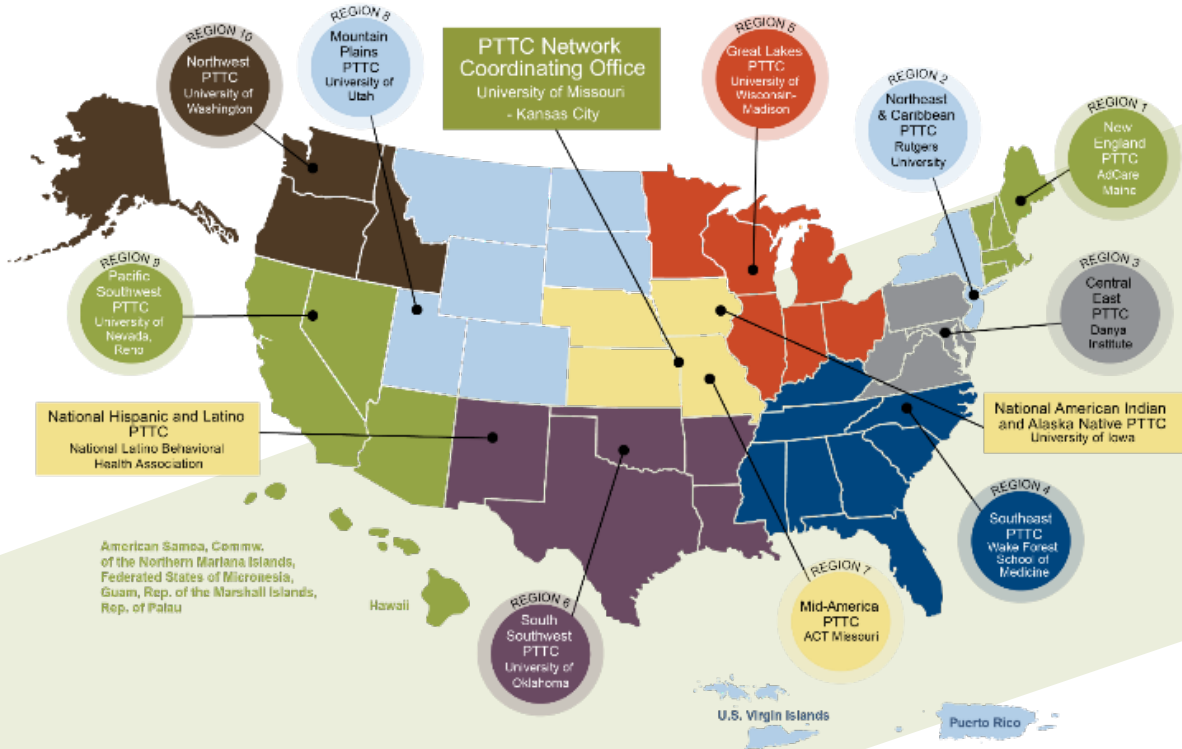 REGION 10
Northwest
PTTC
University of
Washington
REGION 8
Mountain
Plains
PTTC
University of
Utah
PTTC Network
Coordinating Office
University of Missouri
- Kansas City
REGION 5
Great Lakes
PTTC
University of
Wisconsin-
Madison
REGION 2
Northeast
& Caribbean
PTTC
Rutgers
University
REGION 1
New
England
PTTC
AdCare
Maine
REGION 9
Pacific
Southwest
PTTC
University of
Nevada,
Reno
REGION 3
Central
East
PTTC
Danya
Institute
National Hispanic and Latino
PTTC
National Latino Behavioral
Health Association
National American Indian
and Alaska Native PTTC
University of Iowa
REGION 4
Southeast
PTTC
Wake Forest
School of
Medicine
American Samoa, Commw.
of the Northern Mariana Islands,
Federated States of Micronesia,
Guam, Rep. of the Marshall Islands,
Rep. of Palau
Hawaii
REGION 6
South
Southwest
PTTC
University of
Oklahoma
REGION 7
Mid-America
PTTC
ACT Missouri
U.S. Virgin Islands
Puerto Rico